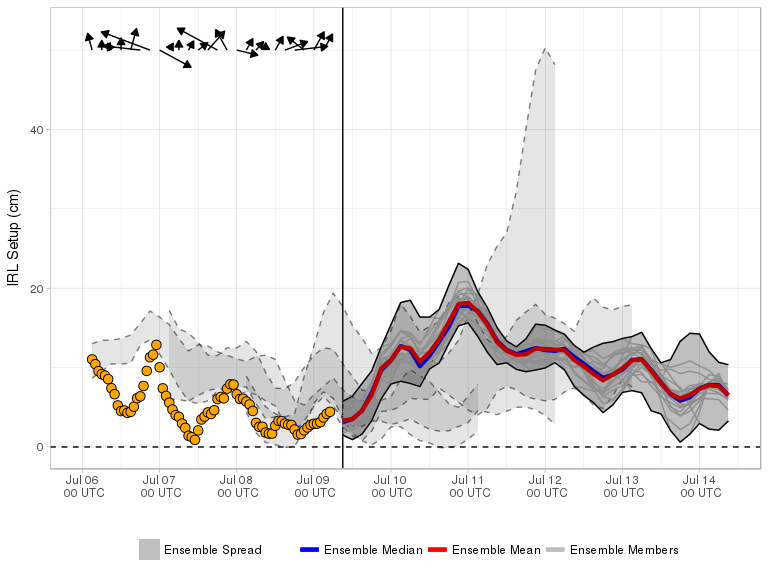 IRL Setup (cm)
40
20
0
Jul 06 Jul 07 Jul 08 Jul 09 Jul 10 Jul 11 Jul 12 Jul 13 Jul 14
00 UTC 00 UTC 00 UTC 00 UTC 00 UTC 00 UTC 00 UTC 00 UTC 00 UTC
Ensemble Spread Ensemble Median Ensemble Mean Ensemble Members